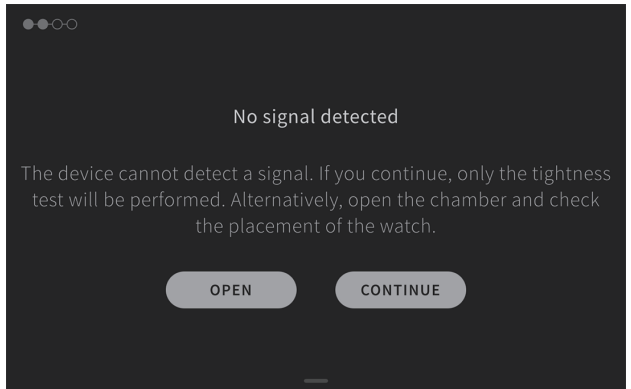 No signal detected
The device cannot detect a signal. If you continue, only the tightness
test will be performed. Alternatively, open the chamber and check
the placement of the watch.
OPEN
CONTINUE